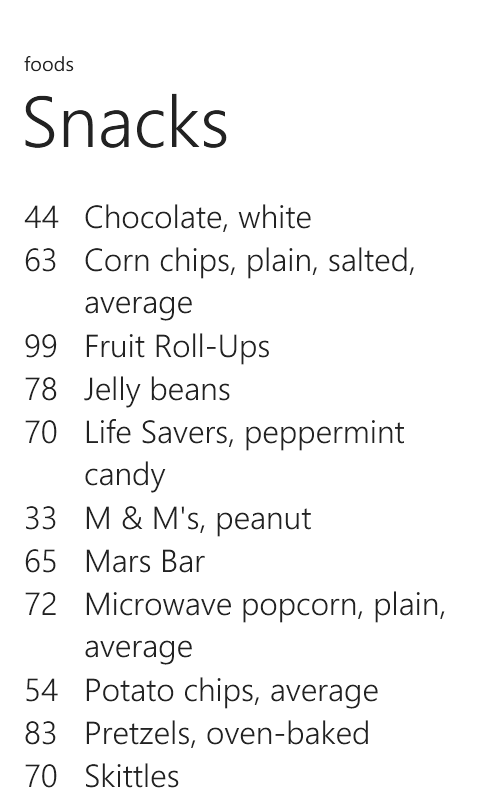 foods
Snacks
44 Chocolate, white
63 Corn chips, plain, salted,
average
99 Fruit Roll-Ups
78 Jelly beans
70 Life Savers, peppermint
candy
33 M & M's, peanut
65 Mars Bar
72 Microwave popcorn, plain,
average
54 Potato chips, average
83 Pretzels, oven-baked
70 Skittles